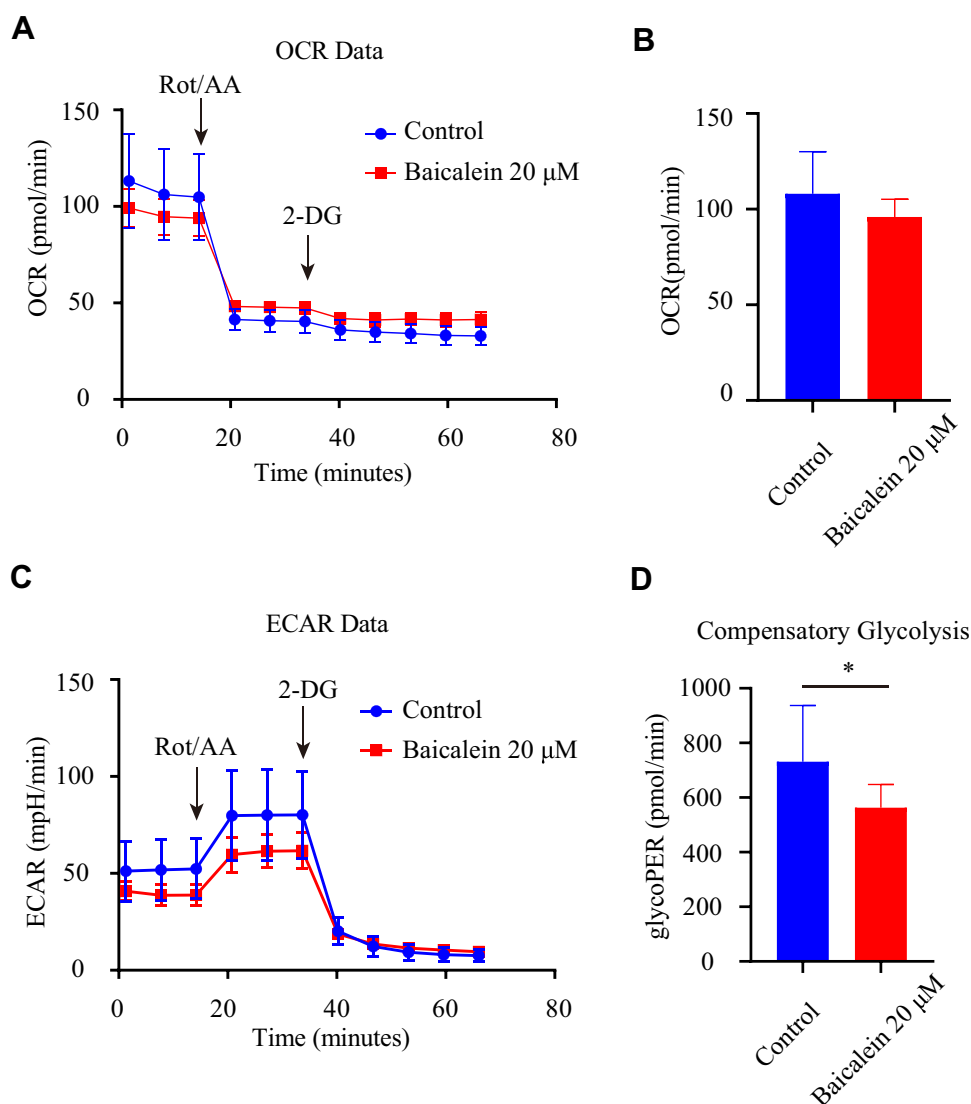 A
OCR Data
Rot/AA
2-DG
Control
Baicalein 20 μM
OCR (pmol/min)
150
100
50
0
0 20 40 60 80
Time (minutes)
B
OCR(pmol/min)
150
100
50
0
Control
Baicalein 20 μM
C
ECAR Data
Rot/AA
2-DG
Control
Baicalein 20 μM
ECAR (mpH/min)
150
100
50
0
0 20 40 60 80
Time (minutes)
D
Compensatory Glycolysis
*
glycoPER (pmol/min)
1000
800
600
400
200
0
Control
Baicalein 20 μM